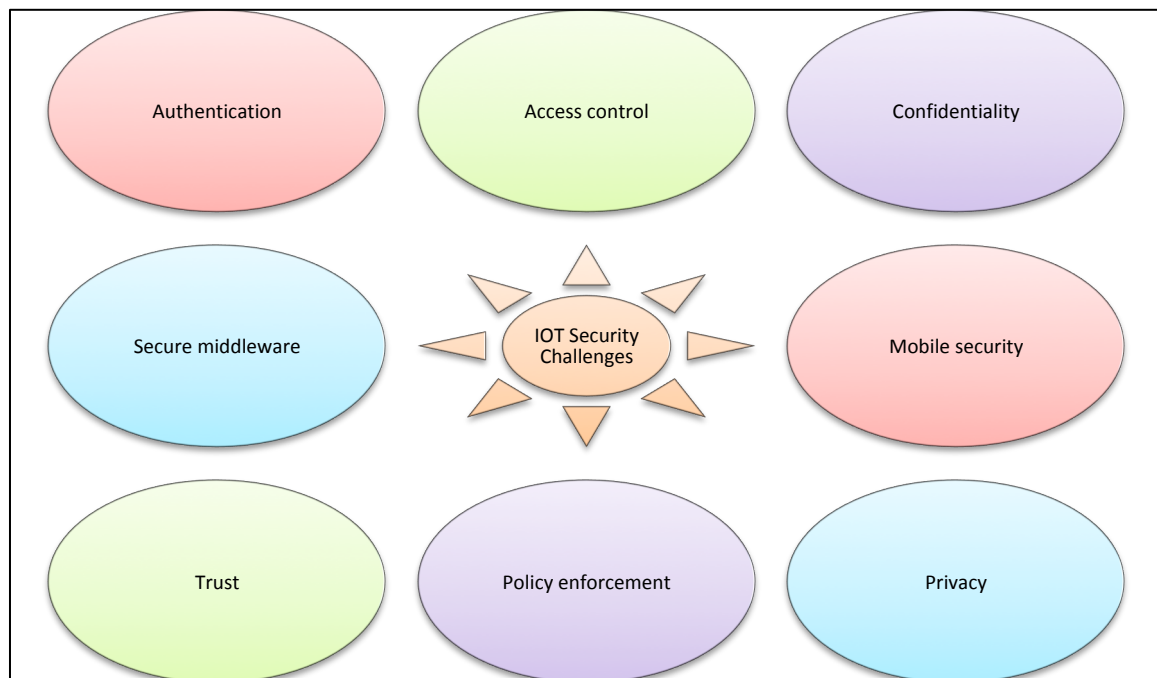 Authentication
Access control
Confidentiality
Secure middleware
IOT Security
Challenges
Mobile security
Trust
Policy enforcement
Privacy